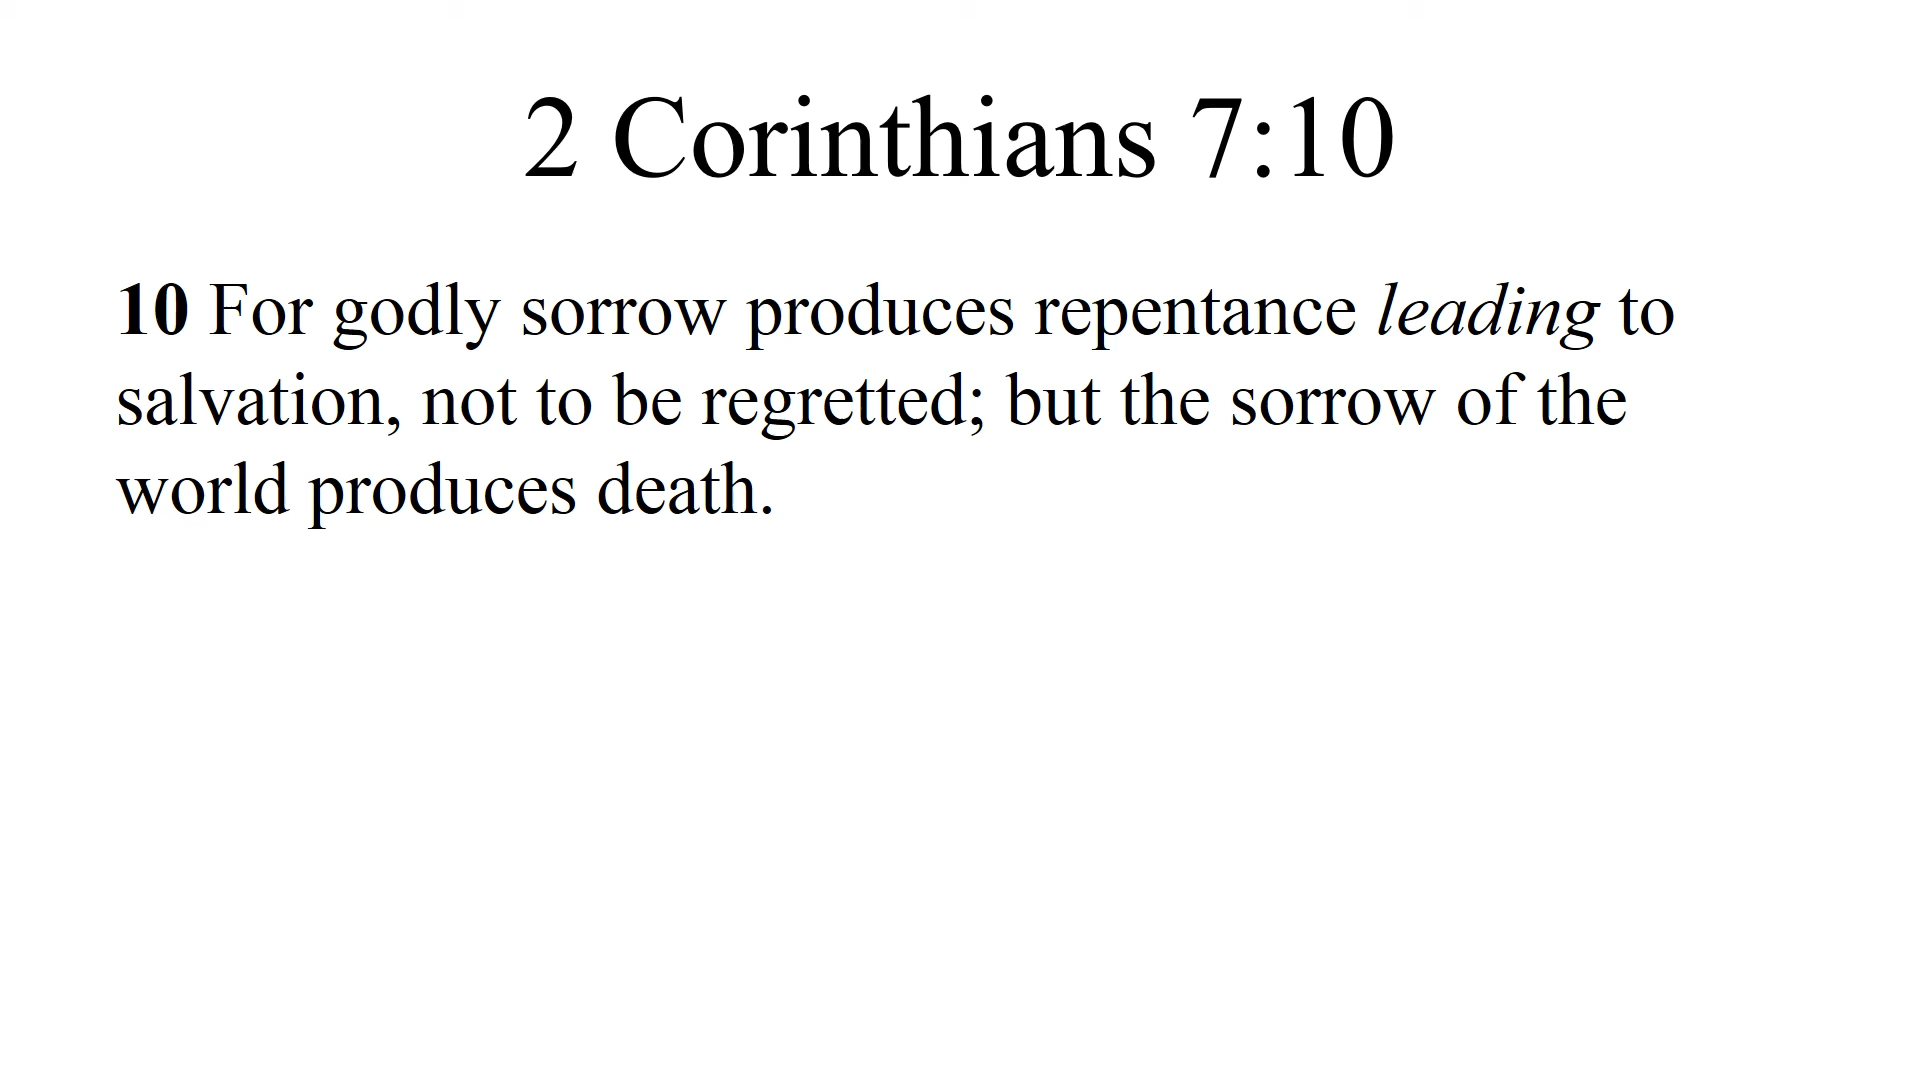 2 Corinthians 7:10
10 For godly sorrow produces repentance leading to
salvation, not to be regretted; but the sorrow of the
world produces death.